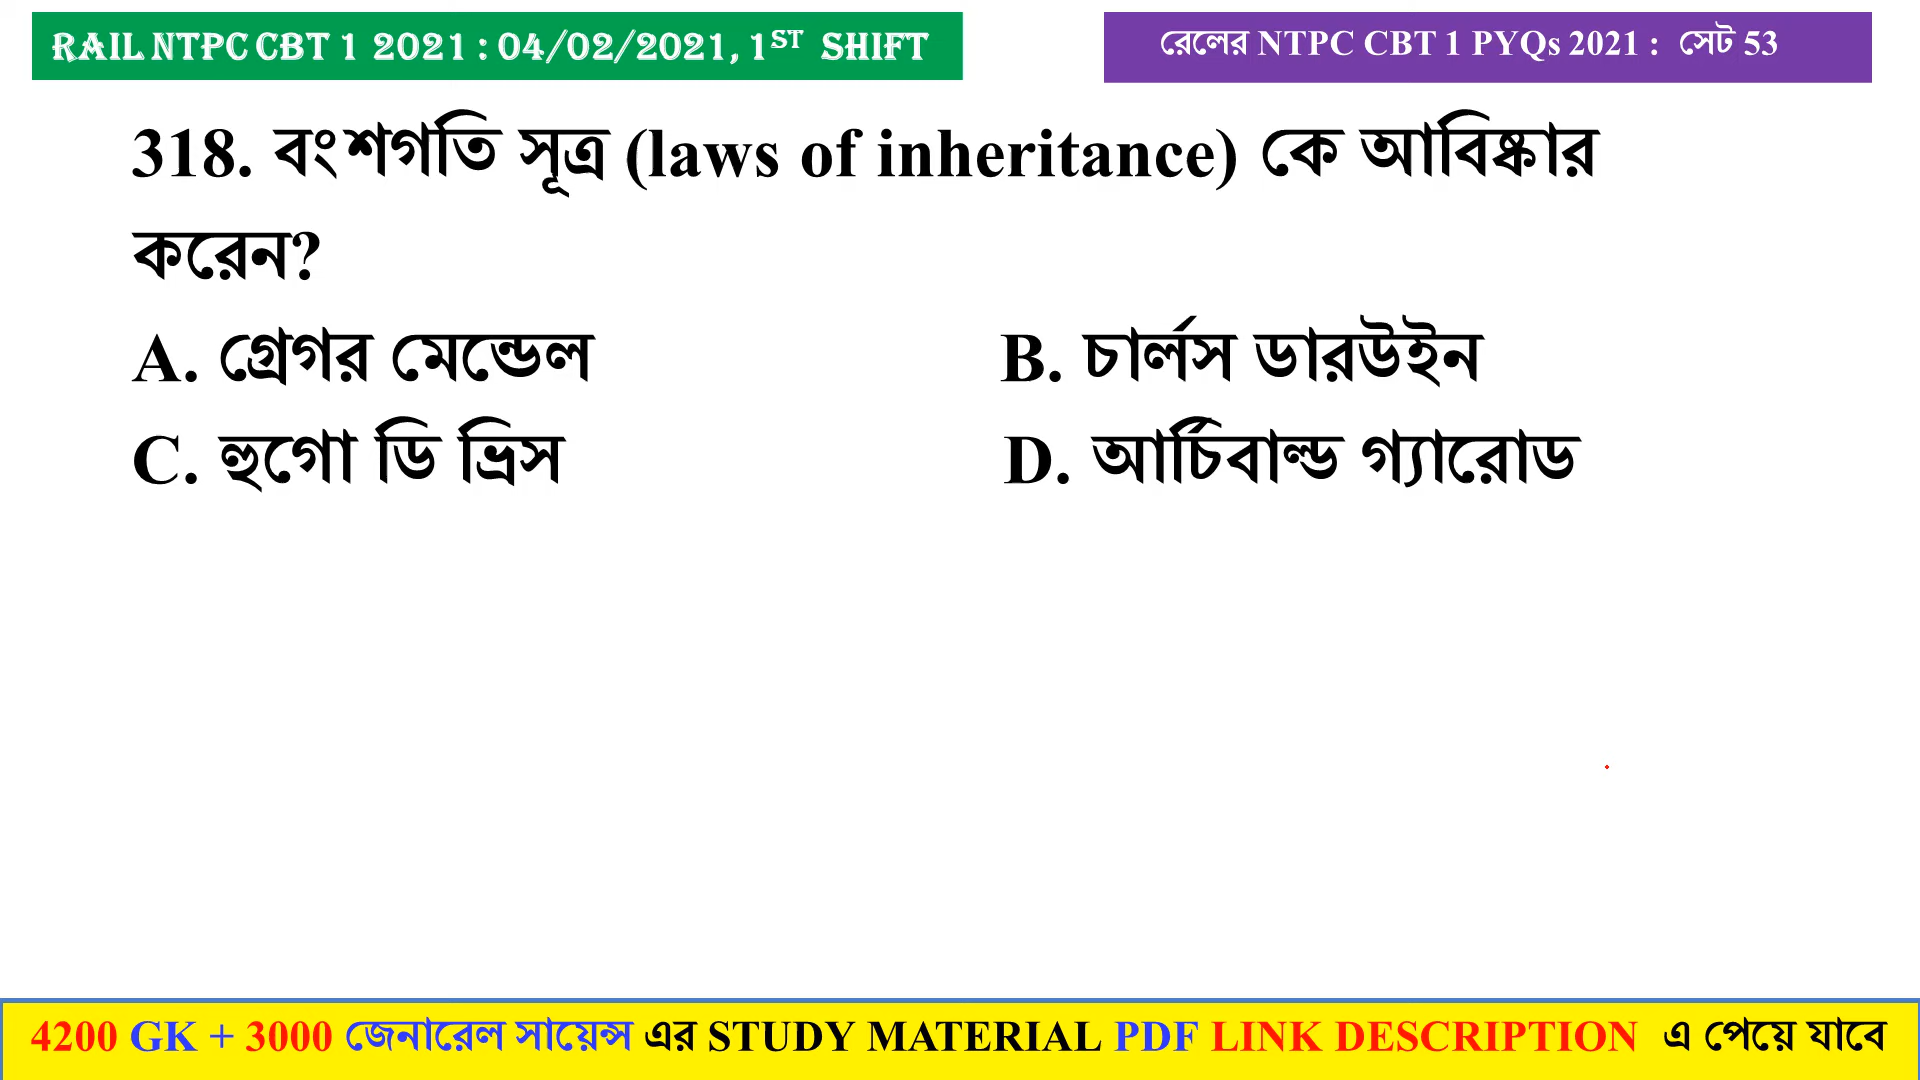 RAIL NTPC CBT 1 2021 : 04/02/2021, 1ST SHIFT
রেলের NTPC CBT 1 PYQs 2021 : সেট 53
318. বংশগতি সূত্র (laws of inheritance) কে আবিষ্কার
করেন?
A. গ্রেগর মেন্ডেল B. চার্লস ডারউইন
C. হুগো ডি ভ্রিস D. আর্চিবাল্ড গ্যারোড
4200 GK + 3000 জেনারেল সায়েন্স এর STUDY MATERIAL PDF LINK DESCRIPTION এ পেয়ে যাবে